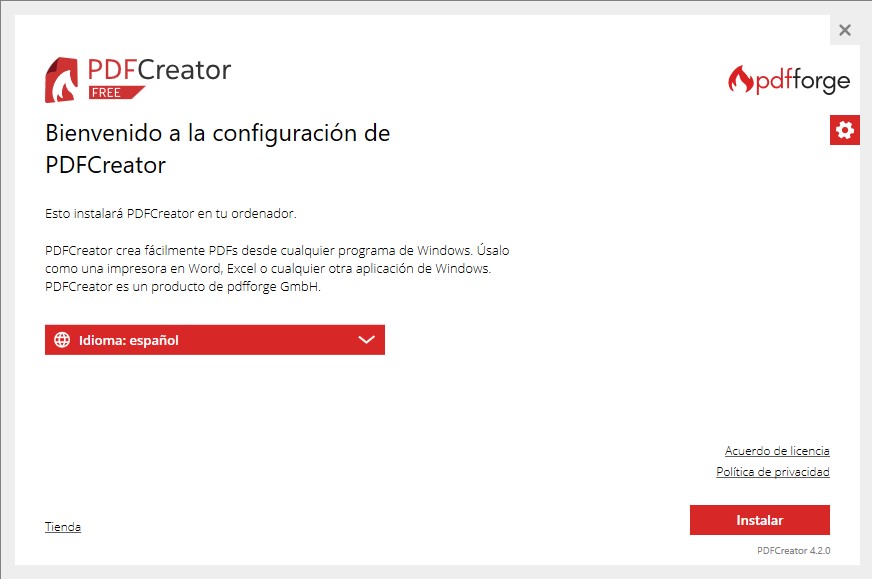 PDFCreator
FREE
pdfforge
Bienvenido a la configuración de
PDFCreator
Esto instalará PDFCreator en tu ordenador.
PDFCreator crea fácilmente PDFs desde cualquier programa de Windows. Úsalo
como una impresora en Word, Excel o cualquier otra aplicación de Windows.
PDFCreator es un producto de pdfforge GmbH.
Idioma: español
Acuerdo de licencia
Política de privacidad
Tienda
Instalar
PDFCreator 4.2.0